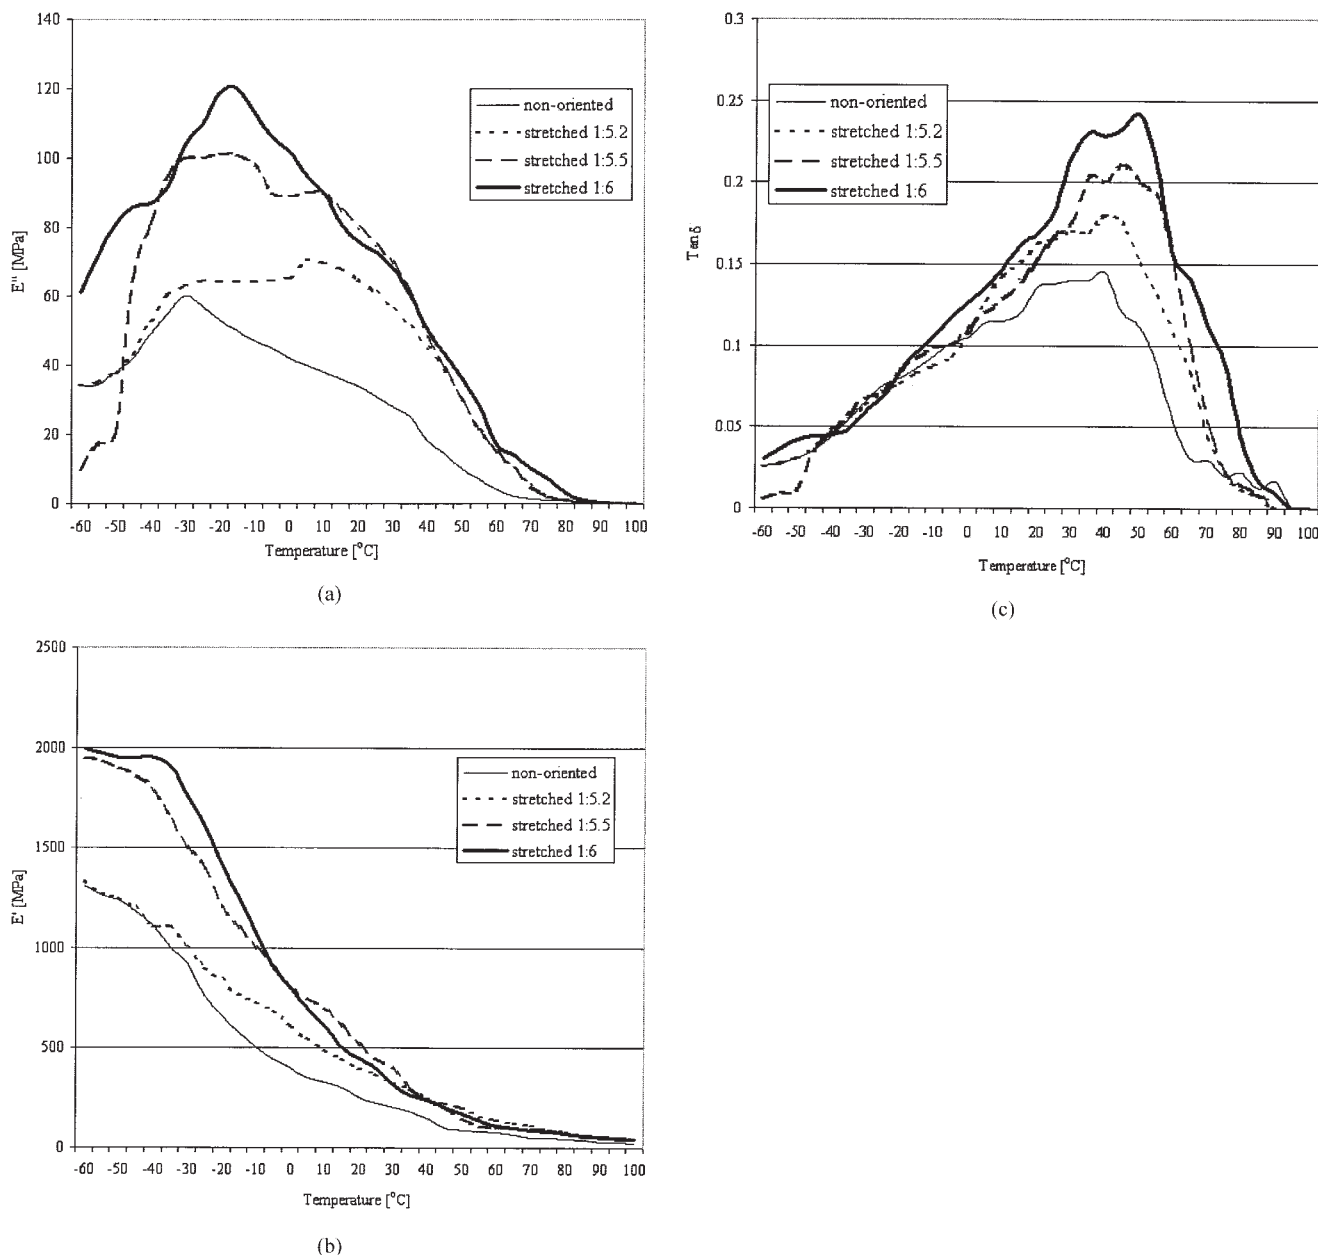 140
120
100
80
60
40
20
0
E" [MPa]
non-oriented
stretched 1:5.2
stretched 1:5.5
stretched 1:6
-60 -50 -40 -30 -20 -10 0 10 20 30 40 50 60 70 80 90 100
Temperature [°C]
(a)
0.3
0.25
0.2
0.15
0.1
0.05
0
Tan δ
non-oriented
stretched 1:5.2
stretched 1:5.5
stretched 1:6
-60 -50 -40 -30 -20 -10 0 10 20 30 40 50 60 70 80 90 100
Temperature [°C]
(c)
2500
2000
1500
1000
500
0
E' [MPa]
non-oriented
stretched 1:5.2
stretched 1:5.5
stretched 1:6
-60 -50 -40 -30 -20 -10 0 10 20 30 40 50 60 70 80 90 100
Temperature [°C]
(b)